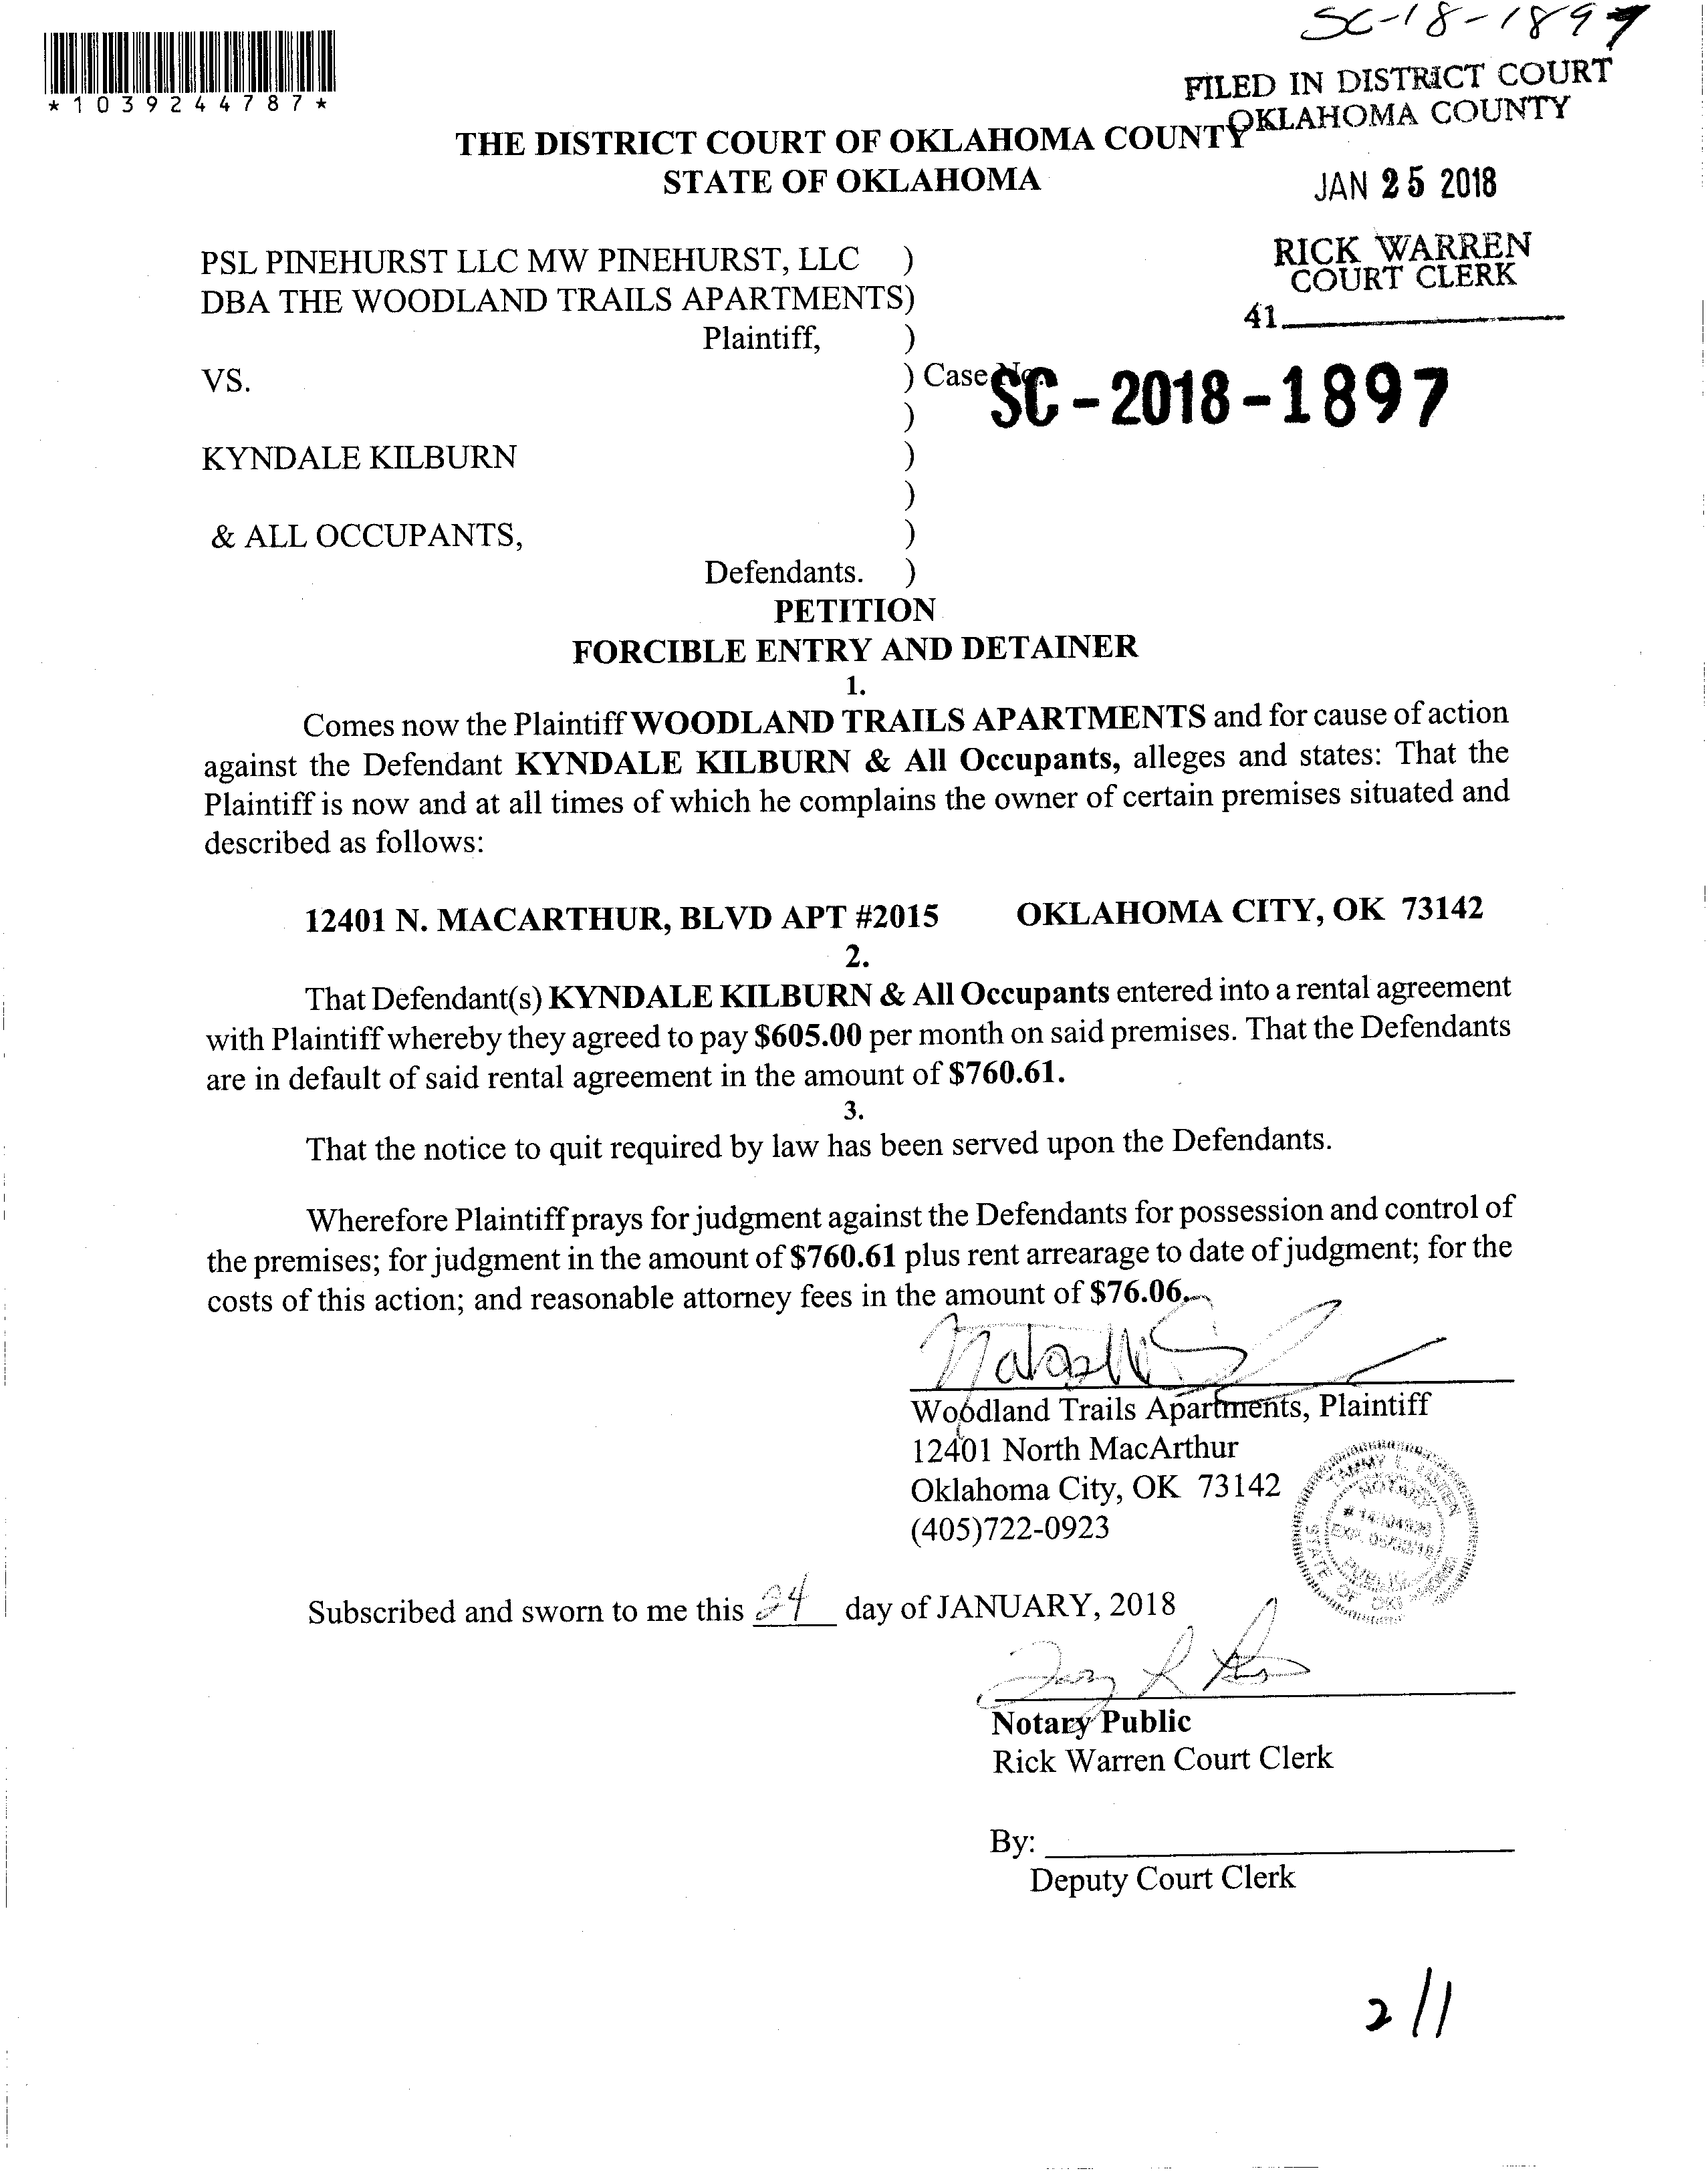 SC-18-1897
*1039244787*
FILED IN DISTRICT COURT
OKLAHOMA COUNTY
THE DISTRICT COURT OF OKLAHOMA COUNTY
STATE OF OKLAHOMA
JAN 25 2018
RICK WARREN
COURT CLERK
41
PSL PINEHURST LLC MW PINEHURST, LLC )
DBA THE WOODLAND TRAILS APARTMENTS)
Plaintiff, )
VS. ) Case No. SC-2018-1897
)
KYNDALE KILBURN )
)
& ALL OCCUPANTS, )
Defendants. )
PETITION
FORCIBLE ENTRY AND DETAINER
1.
Comes now the Plaintiff WOODLAND TRAILS APARTMENTS and for cause of action
against the Defendant KYNDALE KILBURN & All Occupants, alleges and states: That the
Plaintiff is now and at all times of which he complains the owner of certain premises situated and
described as follows:
12401 N. MACARTHUR, BLVD APT #2015 OKLAHOMA CITY, OK 73142
2.
That Defendant(s) KYNDALE KILBURN & All Occupants entered into a rental agreement
with Plaintiff whereby they agreed to pay $605.00 per month on said premises. That the Defendants
are in default of said rental agreement in the amount of $760.61.
3.
That the notice to quit required by law has been served upon the Defendants.
Wherefore Plaintiff prays for judgment against the Defendants for possession and control of
the premises; for judgment in the amount of $760.61 plus rent arrearage to date of judgment; for the
costs of this action; and reasonable attorney fees in the amount of $76.06.
Woodland Trails Apartments, Plaintiff
12401 North MacArthur
Oklahoma City, OK 73142
(405)722-0923
TAMMY L.
NOTARY
PUBLIC
STATE OF
Subscribed and sworn to me this 24 day of JANUARY, 2018
Notary Public
Rick Warren Court Clerk
By:
Deputy Court Clerk
2/1